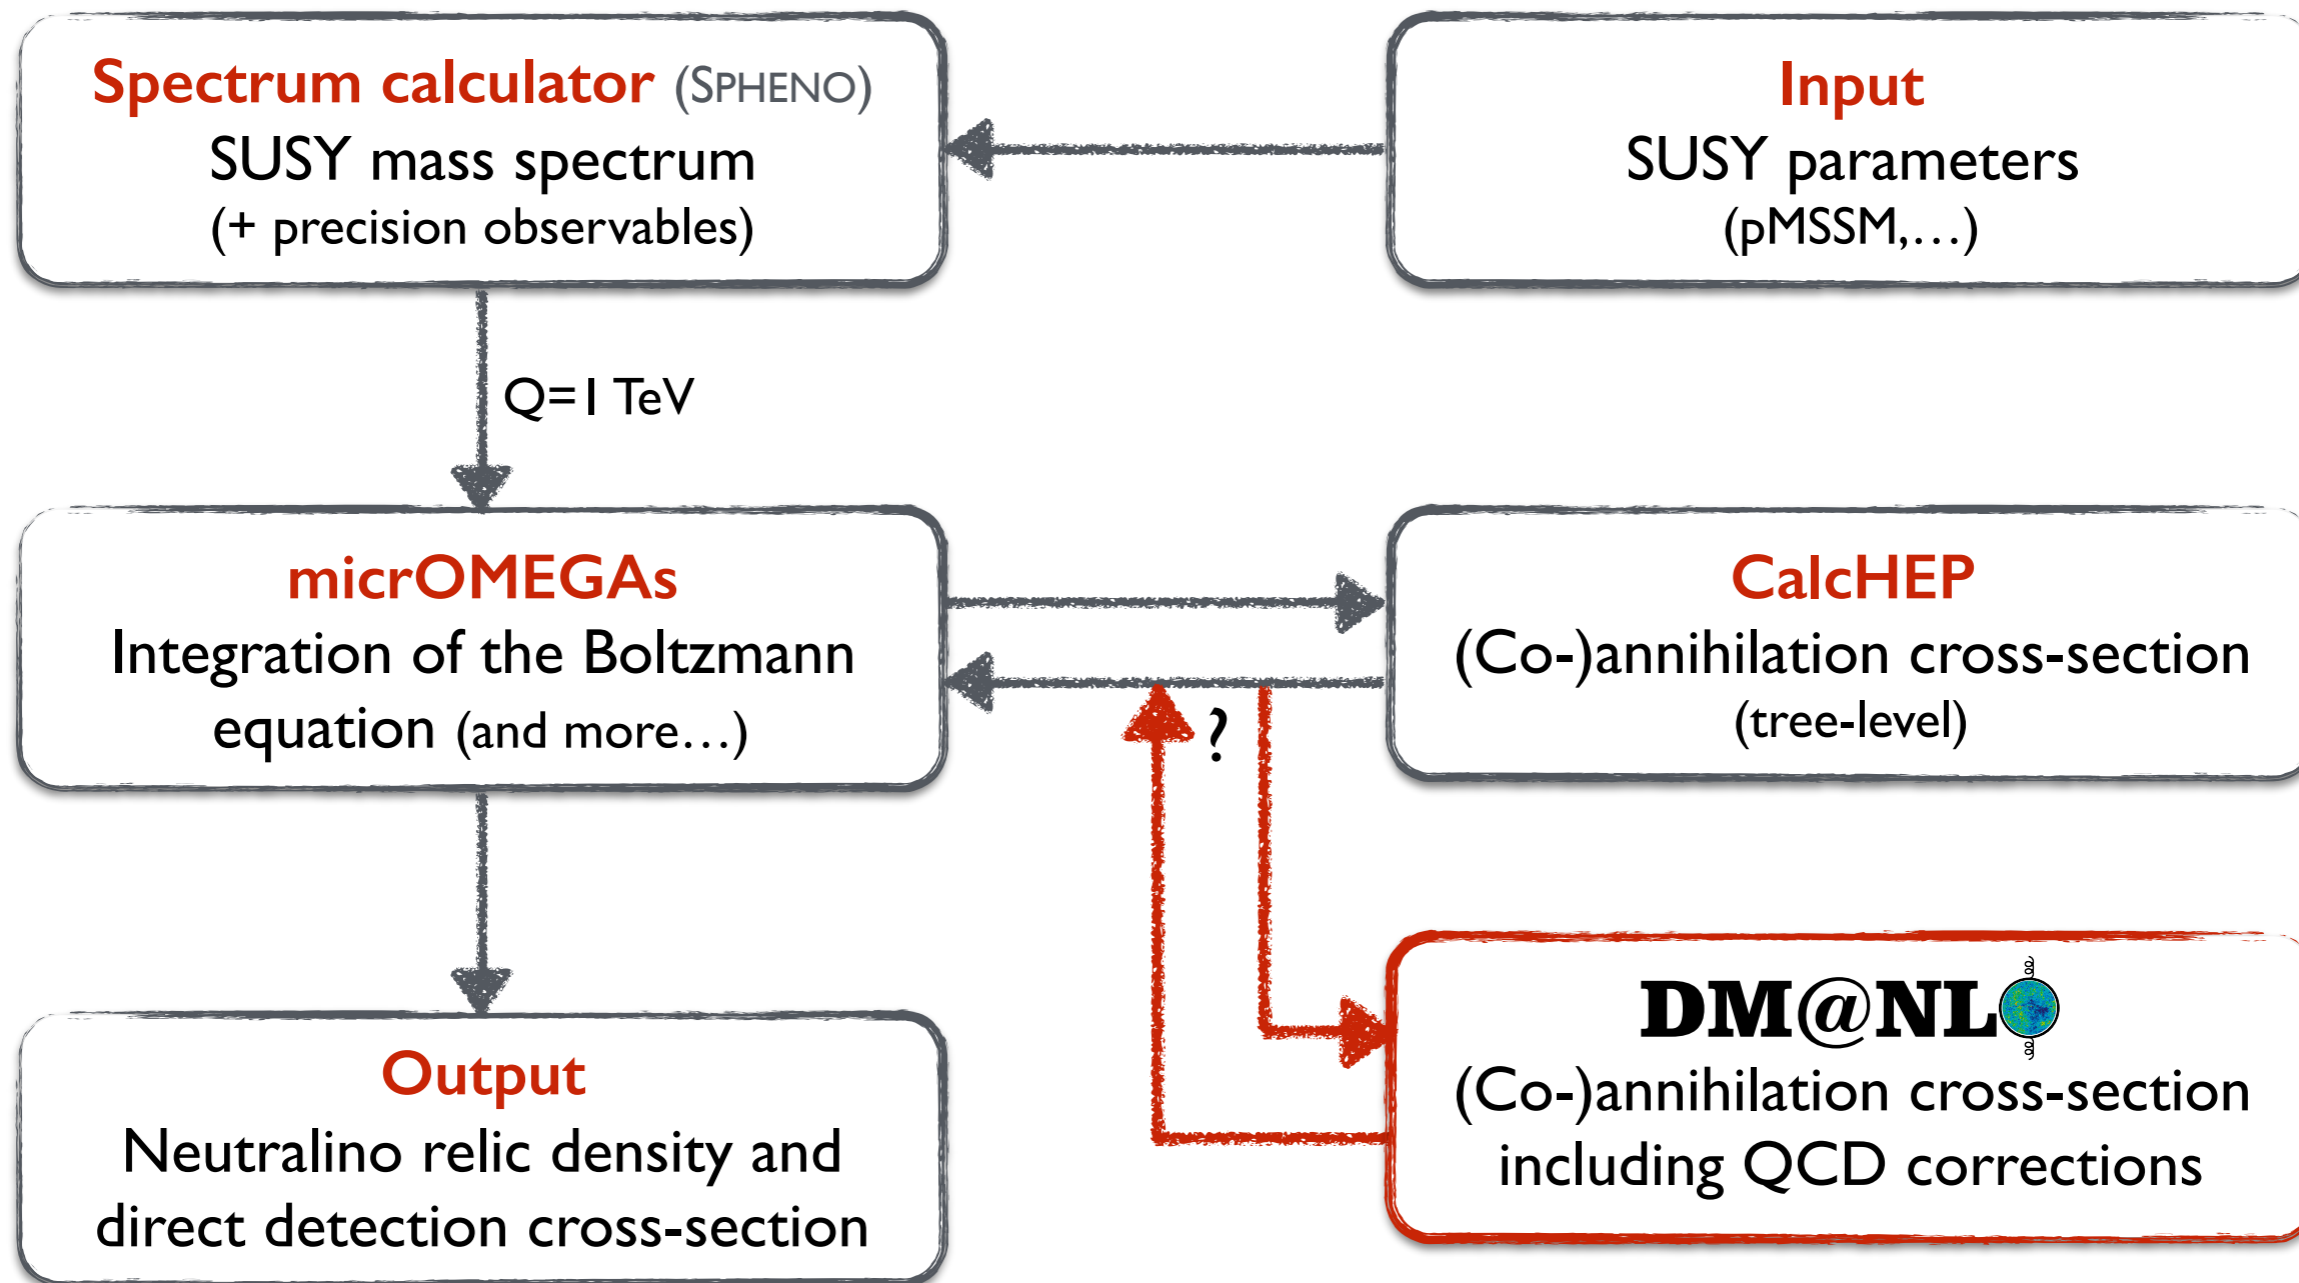 Spectrum calculator (SPHENO)
SUSY mass spectrum
(+ precision observables)
Input
SUSY parameters
(pMSSM,…)
Q=1 TeV
micrOMEGAs
Integration of the Boltzmann
equation (and more…)
CalcHEP
(Co-)annihilation cross-section
(tree-level)
?
Output
Neutralino relic density and
direct detection cross-section
DM@NLO
(Co-)annihilation cross-section
including QCD corrections